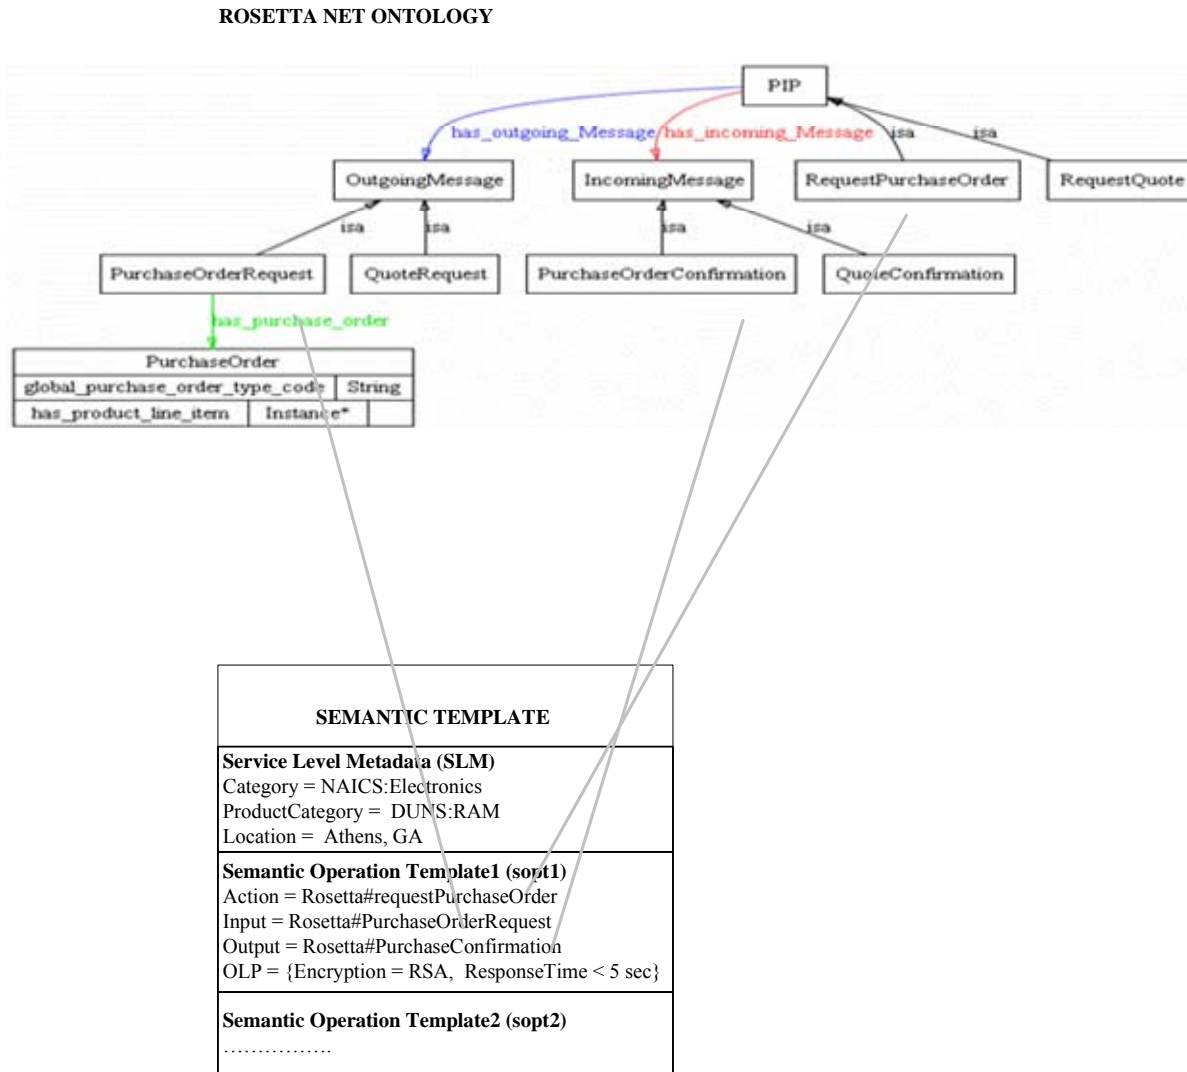 ROSETTA NET ONTOLOGY
PIP
has_outgoing_Message has_incoming_Message isa isa
OutgoingMessage IncomingMessage RequestPurchaseOrder RequestQuote
isa isa isa isa
PurchaseOrderRequest QuoteRequest PurchaseOrderConfirmation QuoteConfirmation
has_purchase_order
PurchaseOrder
global_purchase_order_type_code String
has_product_line_item Instance*
SEMANTIC TEMPLATE
Service Level Metadata (SLM)
Category = NAICS:Electronics
ProductCategory = DUNS:RAM
Location = Athens, GA
Semantic Operation Template1 (sopt1)
Action = Rosetta#requestPurchaseOrder
Input = Rosetta#PurchaseOrderRequest
Output = Rosetta#PurchaseConfirmation
OLP = {Encryption = RSA, ResponseTime < 5 sec}
Semantic Operation Template2 (sopt2)
…………….